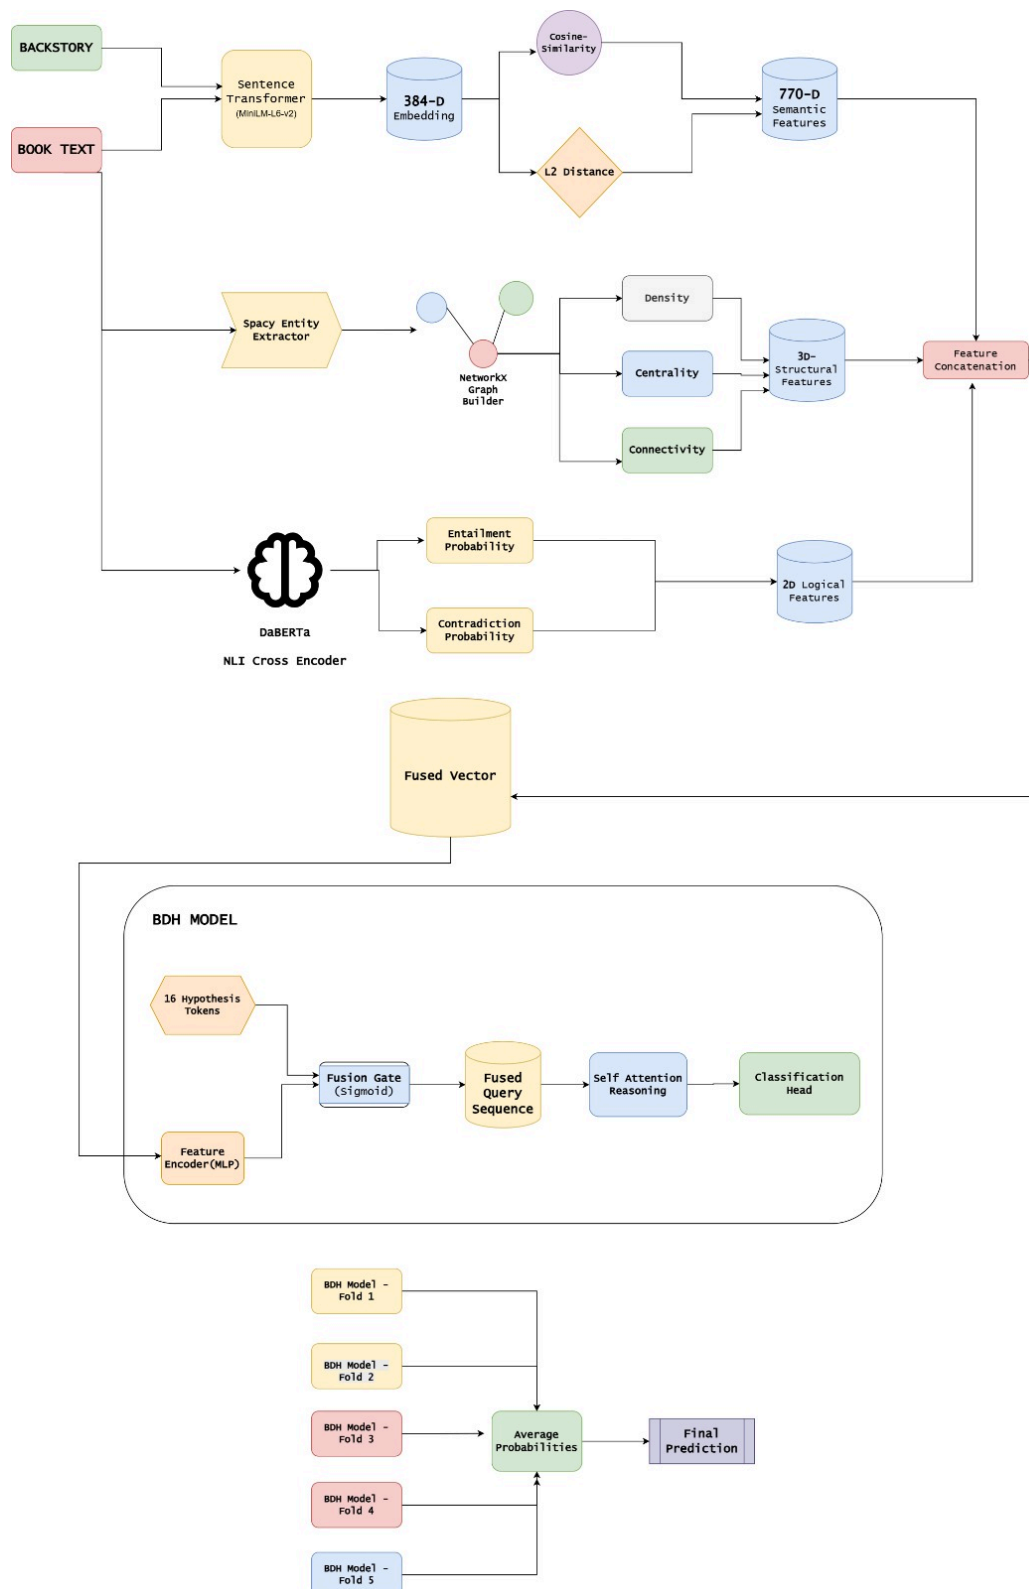 BACKSTORY
BOOK TEXT
Sentence
Transformer
(MiniLM-L6-v2)
384-D
Embedding
Cosine-
Similarity
L2 Distance
770-D
Semantic
Features
Spacy Entity
Extractor
NetworkX
Graph
Builder
Density
Centrality
Connectivity
3D-
Structural
Features
Feature
Concatenation
DaBERTa
NLI Cross Encoder
Entailment
Probability
Contradiction
Probability
2D Logical
Features
Fused Vector
BDH MODEL
16 Hypothesis
Tokens
Feature
Encoder(MLP)
Fusion Gate
(Sigmoid)
Fused
Query
Sequence
Self Attention
Reasoning
Classification
Head
BDH Model -
Fold 1
BDH Model -
Fold 2
BDH Model -
Fold 3
BDH Model -
Fold 4
BDH Model -
Fold 5
Average
Probabilities
Final
Prediction